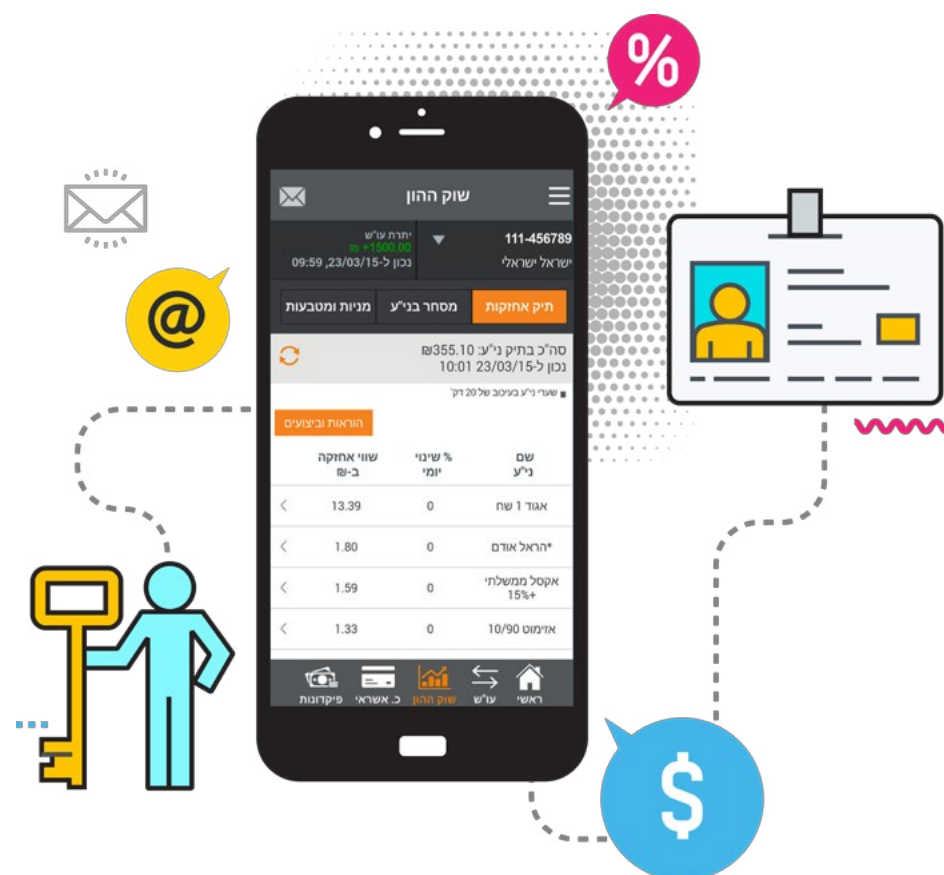 %
שוק ההון
111-456789
ישראל ישראלי
יתרת עו"ש
₪ +1500.00
נכון ל-23/03/15, 09:59
תיק אחזקות
מסחר בני"ע
מניות ומטבעות
סה"כ בתיק ני"ע: 355.10₪
נכון ל-23/03/15 10:01
שערי ני"ע בעיכוב של 20 דק'
הוראות וביצועים
שם ני"ע
% שינוי יומי
שווי אחזקה ב-₪
אגוד 1 שח 0 13.39
*הראל אודם 0 1.80
אקסל ממשלתי
+15% 0 1.59
אזימוט 10/90 0 1.33
ראשי
עו"ש
שוק ההון
כ. אשראי
פיקדונות
@
$